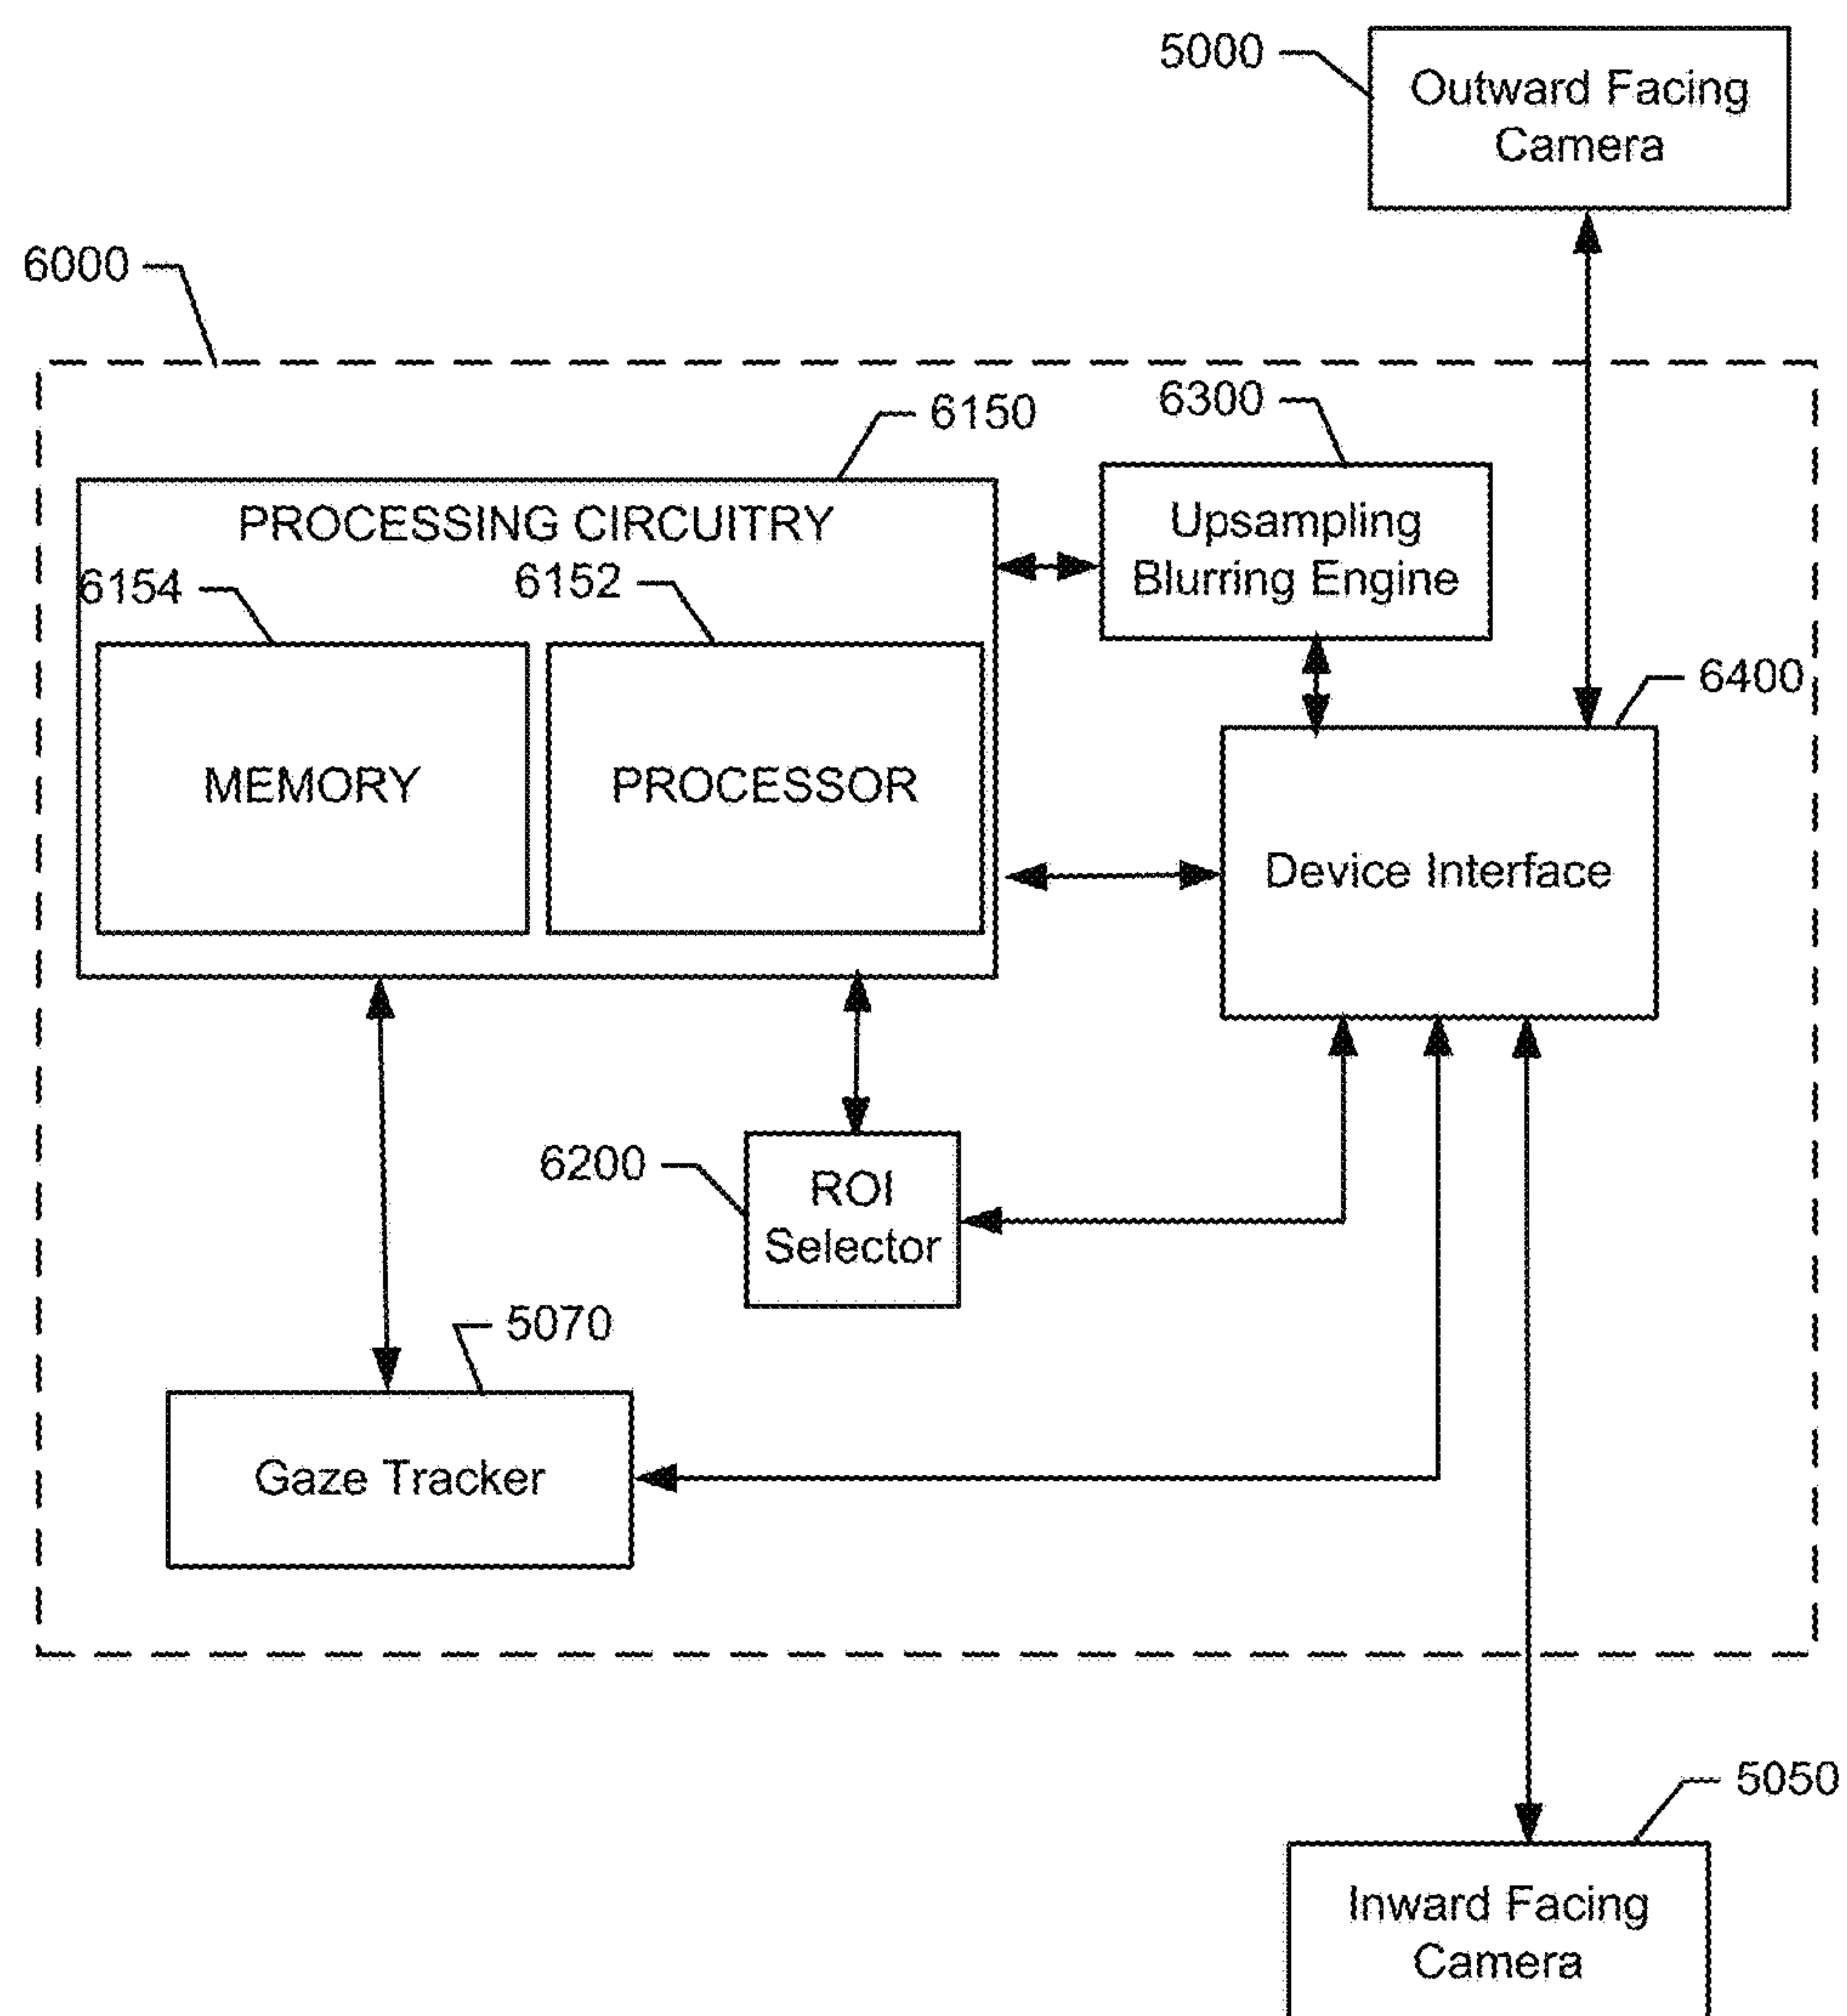 5000
Outward Facing
Camera
6000
6150
6300
PROCESSING CIRCUITRY
Upsampling
Blurring Engine
6154
6152
6400
MEMORY
PROCESSOR
Device Interface
6200
ROI
Selector
5070
Gaze Tracker
5050
Inward Facing
Camera